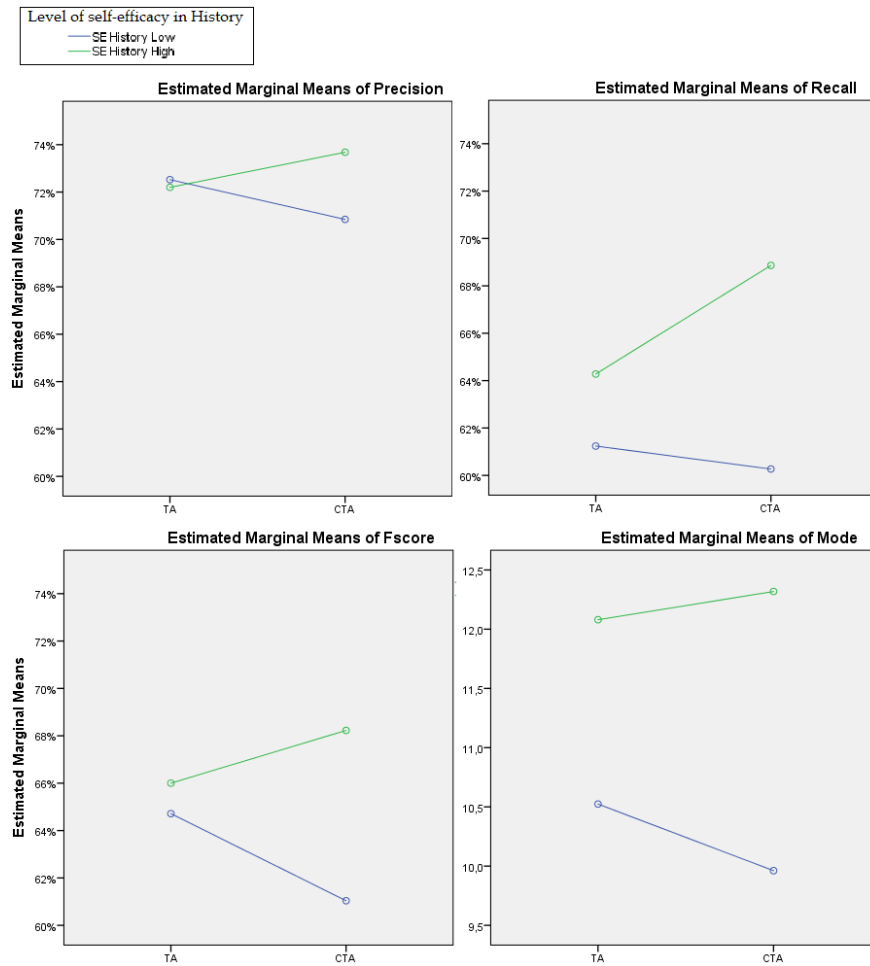 Level of self-efficacy in History
SE History Low
SE History High
Estimated Marginal Means of Precision
Estimated Marginal Means
74%
72%
70%
68%
66%
64%
62%
60%
TA
CTA
Estimated Marginal Means of Recall
74%
72%
70%
68%
66%
64%
62%
60%
TA
CTA
Estimated Marginal Means of Fscore
Estimated Marginal Means
74%
72%
70%
68%
66%
64%
62%
60%
TA
CTA
Estimated Marginal Means of Mode
12,5
12,0
11,5
11,0
10,5
10,0
9,5
TA
CTA